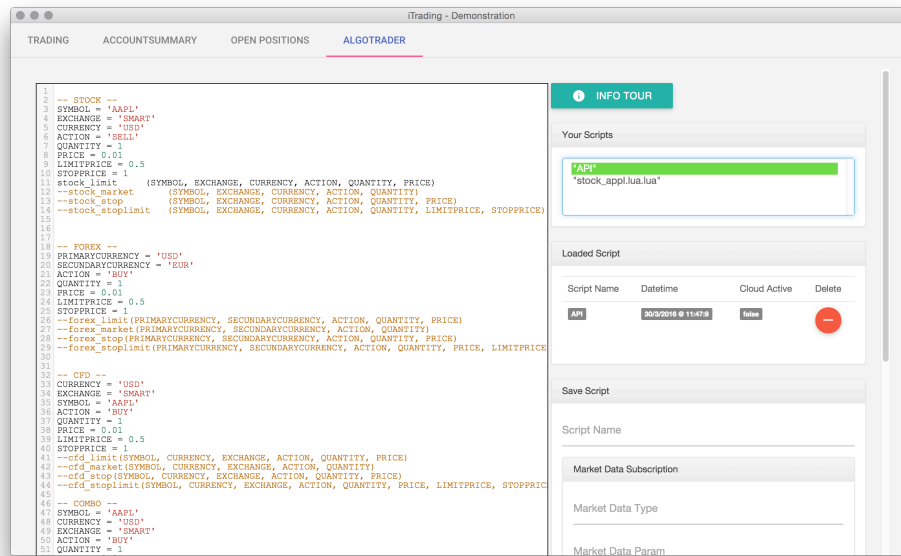 iTrading - Demonstration
TRADING ACCOUNTSUMMARY OPEN POSITIONS ALGOTRADER
1
2 -- STOCK --
3 SYMBOL = 'AAPL'
4 EXCHANGE = 'SMART'
5 CURRENCY = 'USD'
6 ACTION = 'SELL'
7 QUANTITY = 1
8 PRICE = 0.01
9 LIMITPRICE = 0.5
10 STOPPRICE = 1
11 stock_limit (SYMBOL, EXCHANGE, CURRENCY, ACTION, QUANTITY, PRICE)
12 --stock_market (SYMBOL, EXCHANGE, CURRENCY, ACTION, QUANTITY)
13 --stock_stop (SYMBOL, EXCHANGE, CURRENCY, ACTION, QUANTITY, PRICE)
14 --stock_stoplimit (SYMBOL, EXCHANGE, CURRENCY, ACTION, QUANTITY, LIMITPRICE, STOPPRICE)
15
16
17
18 -- FOREX --
19 PRIMARYCURRENCY = 'USD'
20 SECUNDARYCURRENCY = 'EUR'
21 ACTION = 'BUY'
22 QUANTITY = 1
23 PRICE = 0.01
24 LIMITPRICE = 0.5
25 STOPPRICE = 1
26 --forex_limit(PRIMARYCURRENCY, SECUNDARYCURRENCY, ACTION, QUANTITY, PRICE)
27 --forex_market(PRIMARYCURRENCY, SECUNDARYCURRENCY, ACTION, QUANTITY)
28 --forex_stop(PRIMARYCURRENCY, SECUNDARYCURRENCY, ACTION, QUANTITY, PRICE)
29 --forex_stoplimit(PRIMARYCURRENCY, SECUNDARYCURRENCY, ACTION, QUANTITY, PRICE, LIMITPRICE
30
31
32 -- CFD --
33 CURRENCY = 'USD'
34 EXCHANGE = 'SMART'
35 SYMBOL = 'AAPL'
36 ACTION = 'BUY'
37 QUANTITY = 1
38 PRICE = 0.01
39 LIMITPRICE = 0.5
40 STOPPRICE = 1
41 --cfd_limit(SYMBOL, CURRENCY, EXCHANGE, ACTION, QUANTITY, PRICE)
42 --cfd_market(SYMBOL, CURRENCY, EXCHANGE, ACTION, QUANTITY)
43 --cfd_stop(SYMBOL, CURRENCY, EXCHANGE, ACTION, QUANTITY, PRICE)
44 --cfd_stoplimit(SYMBOL, CURRENCY, EXCHANGE, ACTION, QUANTITY, PRICE, LIMITPRICE, STOPPRIC
45
46 -- COMBO --
47 SYMBOL = 'AAPL'
48 CURRENCY = 'USD'
49 EXCHANGE = 'SMART'
50 ACTION = 'BUY'
51 QUANTITY = 1
INFO TOUR
Your Scripts
"API"
"stock_appl.lua.lua"
Loaded Script
Script Name Datetime Cloud Active Delete
API 30/3/2016 @ 11:47:9 false
Save Script
Script Name
Market Data Subscription
Market Data Type
Market Data Param